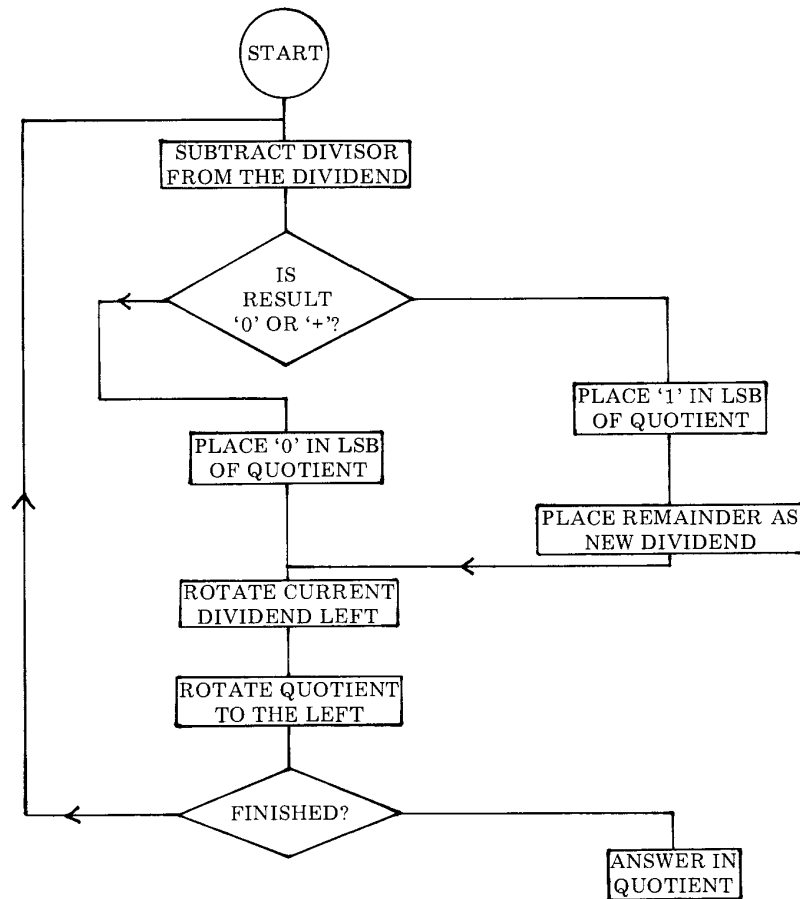 START
SUBTRACT DIVISOR
FROM THE DIVIDEND
IS
RESULT
‘0’ OR ‘+’?
PLACE ‘1’ IN LSB
OF QUOTIENT
PLACE ‘0’ IN LSB
OF QUOTIENT
PLACE REMAINDER AS
NEW DIVIDEND
ROTATE CURRENT
DIVIDEND LEFT
ROTATE QUOTIENT
TO THE LEFT
FINISHED?
ANSWER IN
QUOTIENT